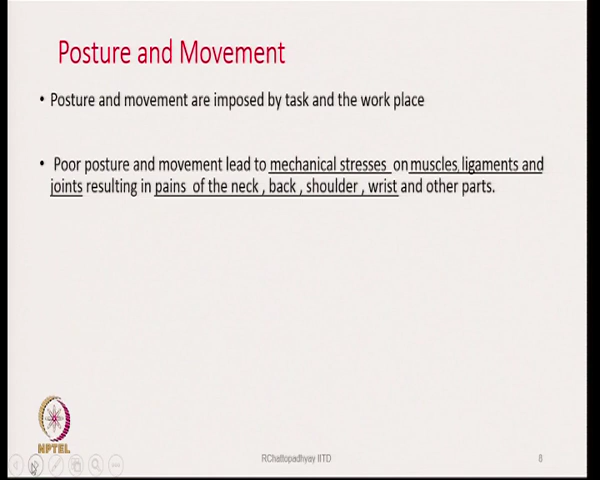 Posture and Movement
• Posture and movement are imposed by task and the work place
• Poor posture and movement lead to mechanical stresses on muscles, ligaments and
joints resulting in pains of the neck , back , shoulder , wrist and other parts.
NPTEL
RChattopadhyay IITD
8